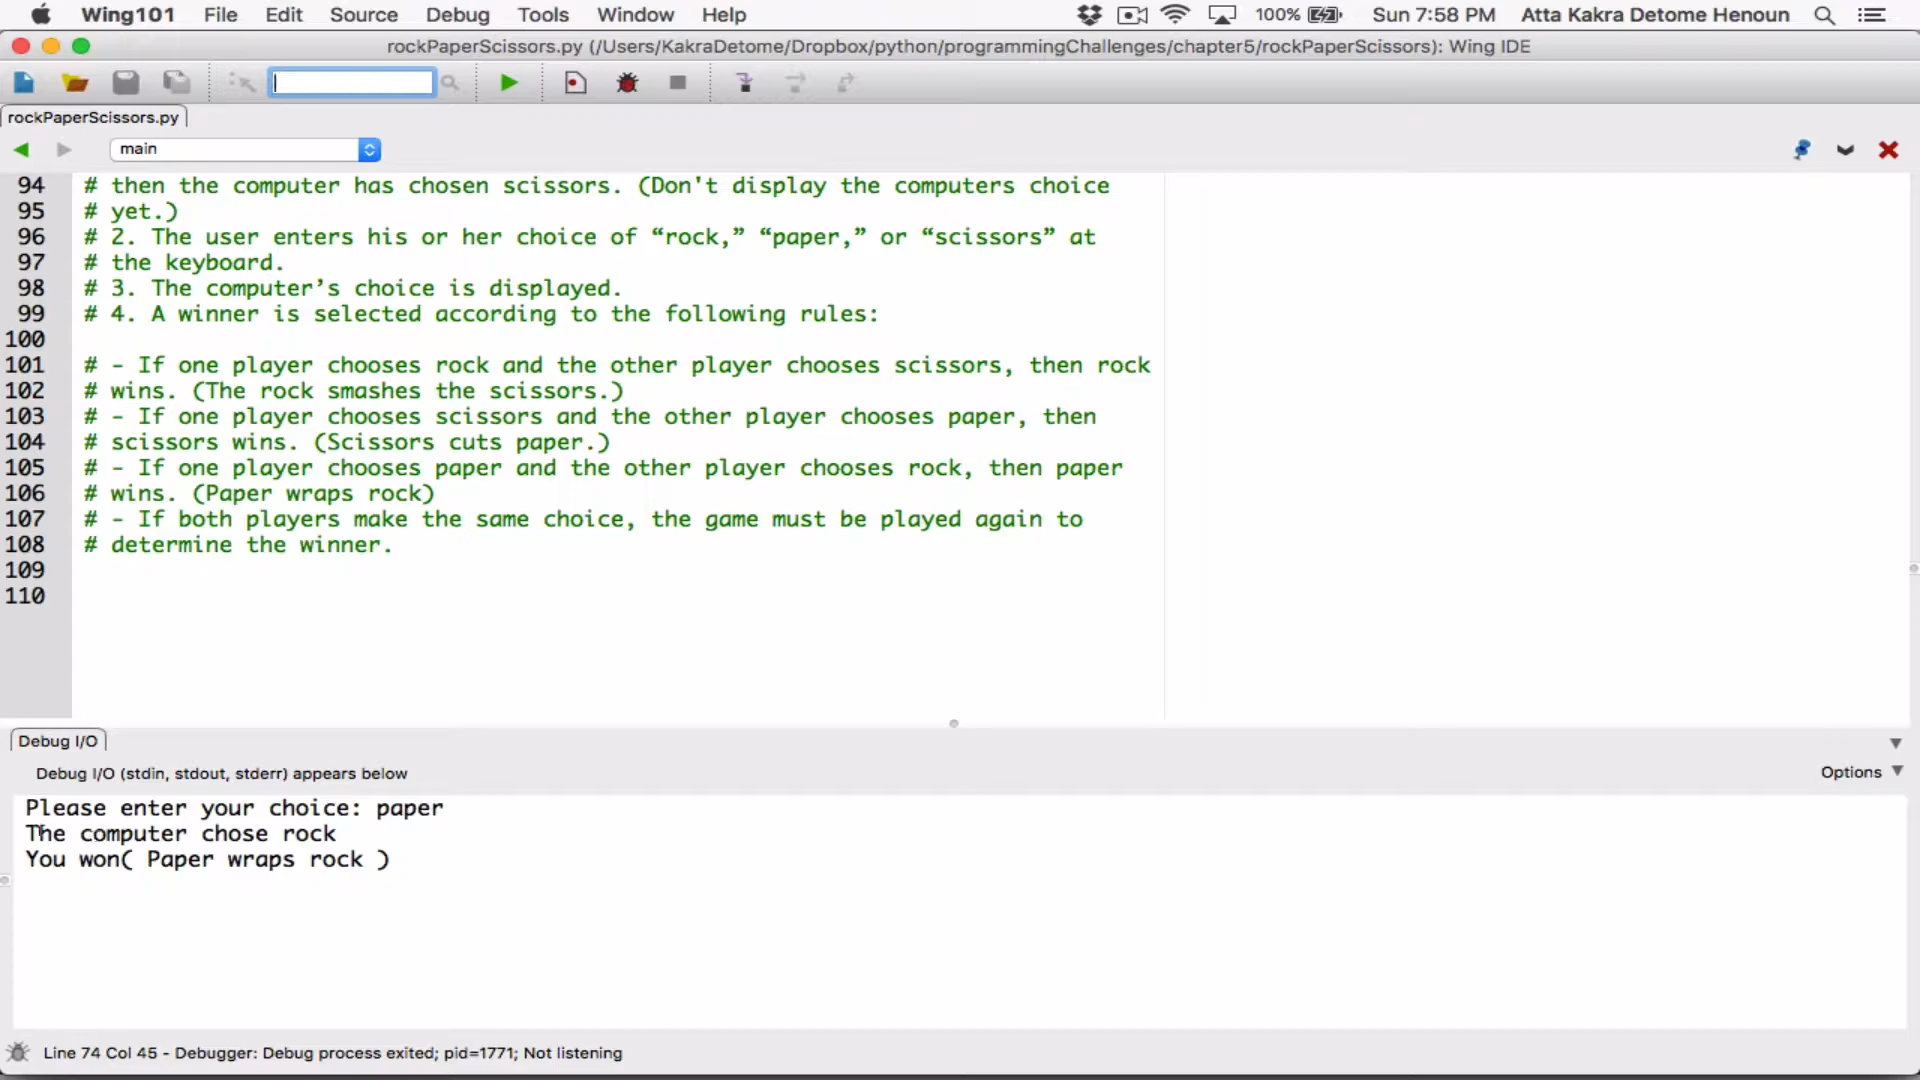 Wing101 File Edit Source Debug Tools Window Help 100% Sun 7:58 PM Atta Kakra Detome Henoun
rockPaperScissors.py (/Users/KakraDetome/Dropbox/python/programmingChallenges/chapter5/rockPaperScissors): Wing IDE
rockPaperScissors.py
main
94 # then the computer has chosen scissors. (Don't display the computers choice
95 # yet.)
96 # 2. The user enters his or her choice of “rock,” “paper,” or “scissors” at
97 # the keyboard.
98 # 3. The computer’s choice is displayed.
99 # 4. A winner is selected according to the following rules:
100
101 # - If one player chooses rock and the other player chooses scissors, then rock
102 # wins. (The rock smashes the scissors.)
103 # - If one player chooses scissors and the other player chooses paper, then
104 # scissors wins. (Scissors cuts paper.)
105 # - If one player chooses paper and the other player chooses rock, then paper
106 # wins. (Paper wraps rock)
107 # - If both players make the same choice, the game must be played again to
108 # determine the winner.
109
110
Debug I/O
Debug I/O (stdin, stdout, stderr) appears below Options
Please enter your choice: paper
The computer chose rock
You won( Paper wraps rock )
Line 74 Col 45 - Debugger: Debug process exited; pid=1771; Not listening